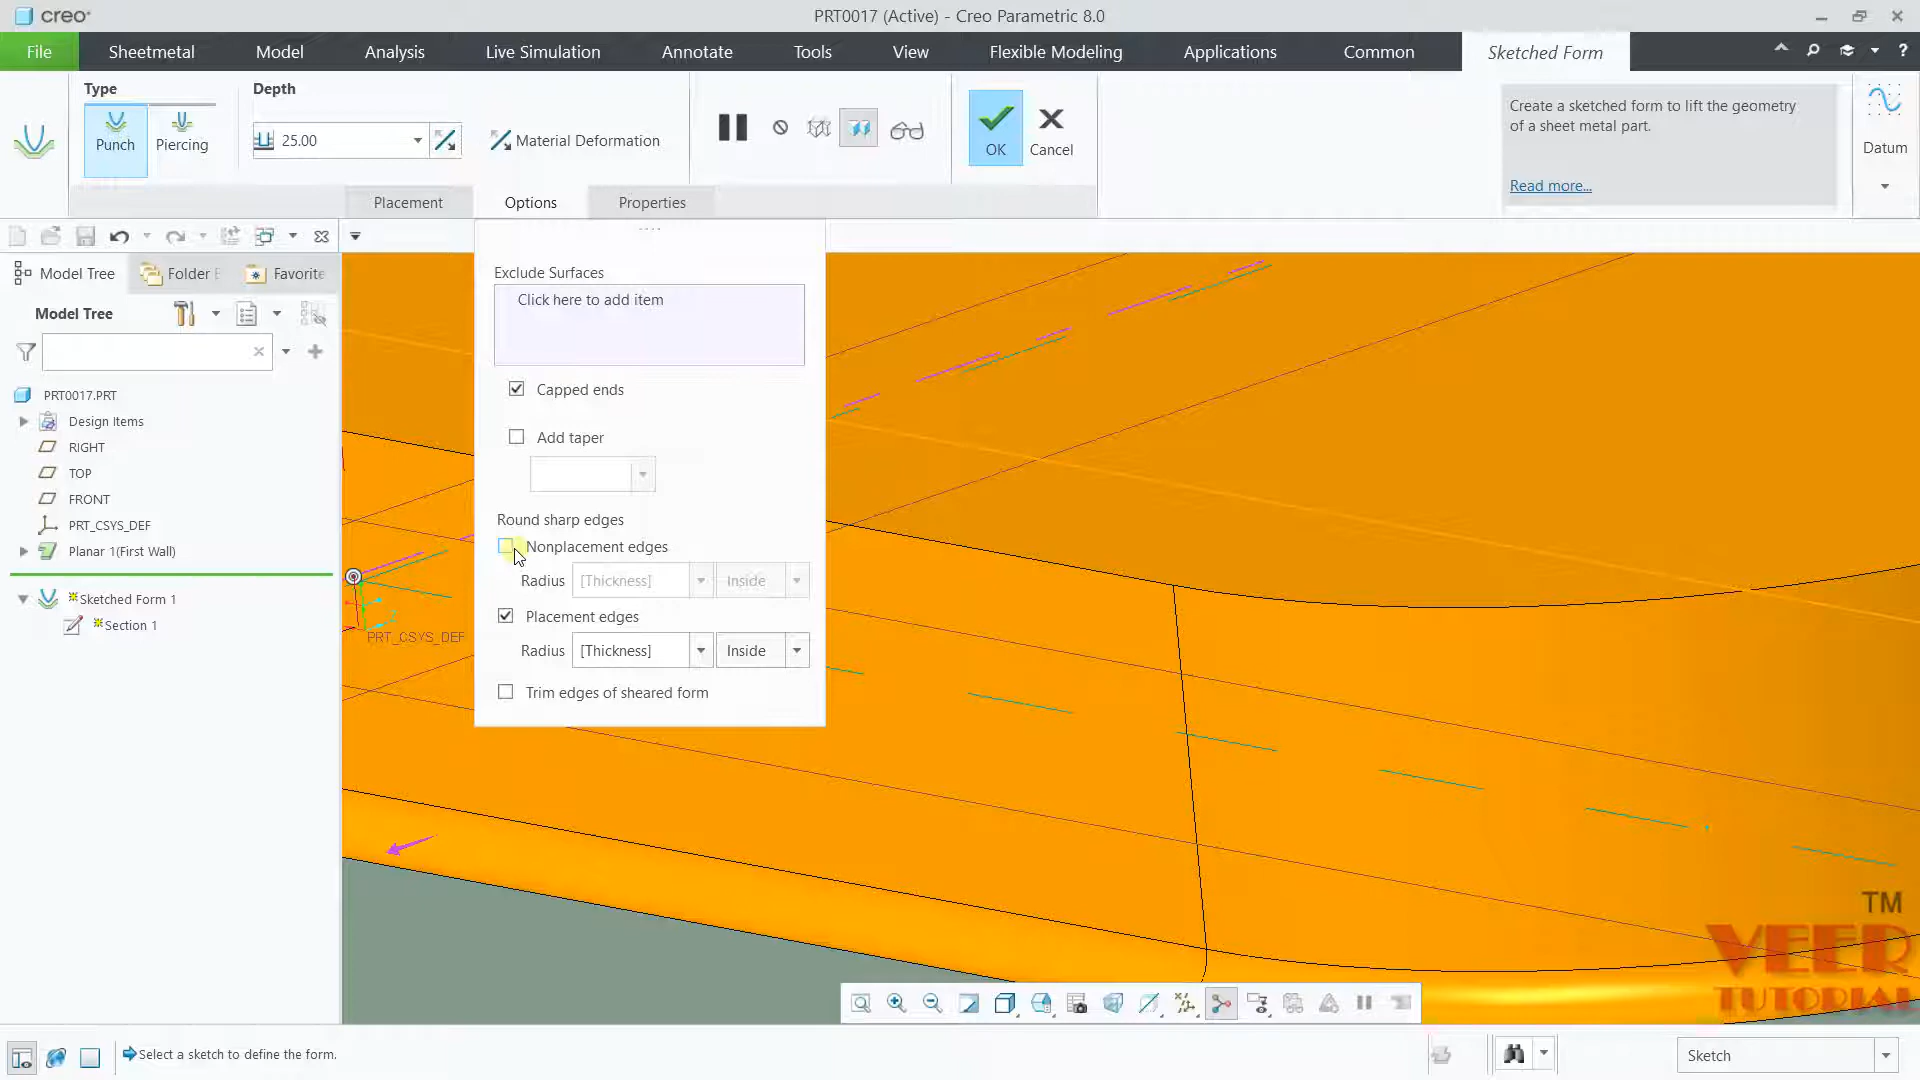 creo
PRT0017 (Active) - Creo Parametric 8.0
File Sheetmetal Model Analysis Live Simulation Annotate Tools View Flexible Modeling Applications Common Sketched Form
Type
Punch Piercing
Depth
25.00
Material Deformation
OK Cancel
Create a sketched form to lift the geometry
of a sheet metal part.
Read more...
Datum
Placement Options Properties
Model Tree Folder Favorite
Model Tree
PRT0017.PRT
Design Items
RIGHT
TOP
FRONT
PRT_CSYS_DEF
Planar 1(First Wall)
Sketched Form 1
Section 1
Exclude Surfaces
Click here to add item
Capped ends
Add taper
Round sharp edges
Nonplacement edges
Radius [Thickness] Inside
Placement edges
Radius [Thickness] Inside
Trim edges of sheared form
PRT_CSYS_DEF
TM
VEER
TUTORIAL
Select a sketch to define the form.
Sketch